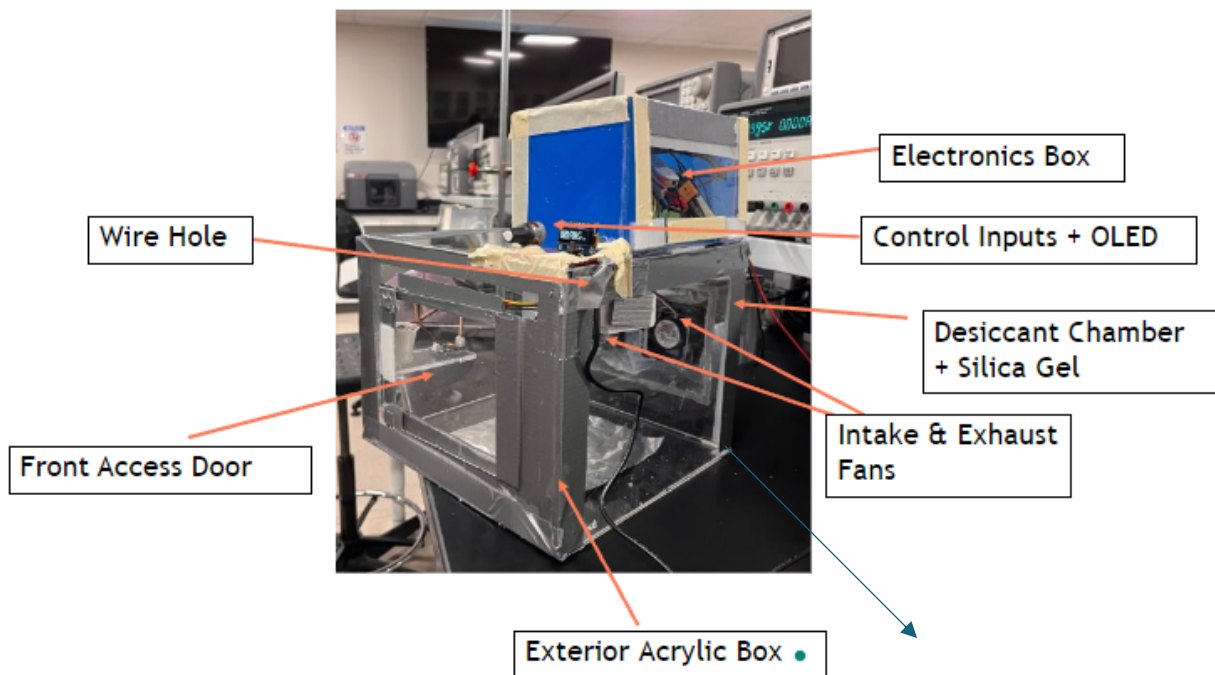 Electronics Box
Wire Hole
Control Inputs + OLED
Desiccant Chamber
+ Silica Gel
Intake & Exhaust
Fans
Front Access Door
Exterior Acrylic Box